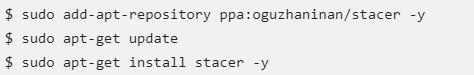 $ sudo add-apt-repository ppa:oguzhaninan/stacer -y
$ sudo apt-get update
$ sudo apt-get install stacer -y